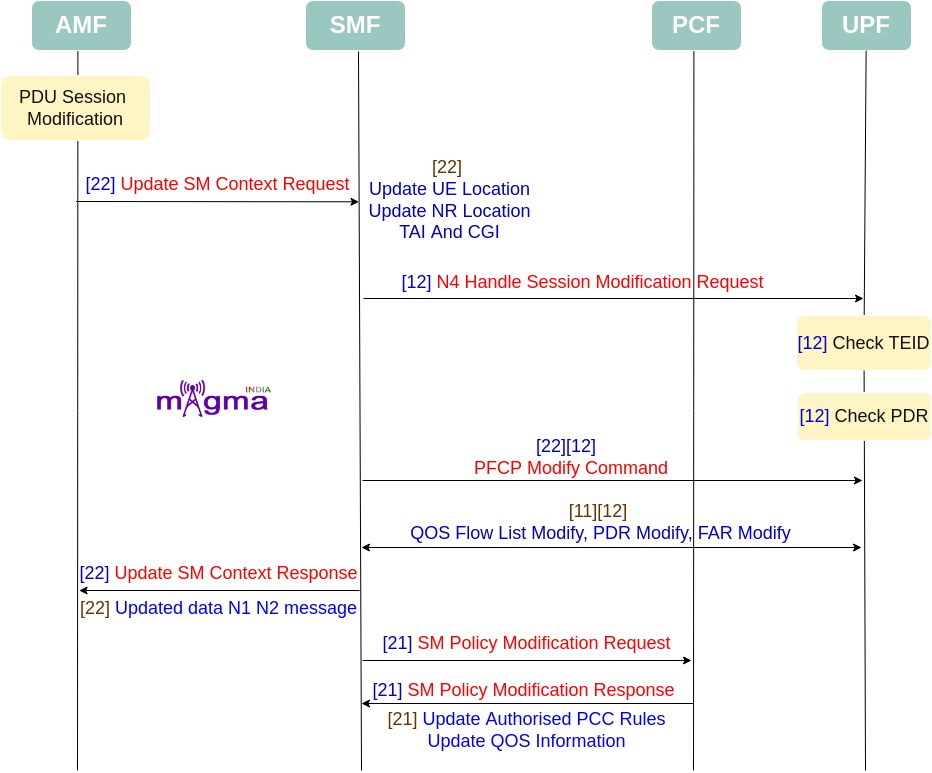 AMF
SMF
PCF
UPF
PDU Session
Modification
[22] Update SM Context Request
[22]
Update UE Location
Update NR Location
TAI And CGI
[12] N4 Handle Session Modification Request
[12] Check TEID
INDIA
magma
[12] Check PDR
[22][12]
PFCP Modify Command
[11][12]
QOS Flow List Modify, PDR Modify, FAR Modify
[22] Update SM Context Response
[22] Updated data N1 N2 message
[21] SM Policy Modification Request
[21] SM Policy Modification Response
[21] Update Authorised PCC Rules
Update QOS Information